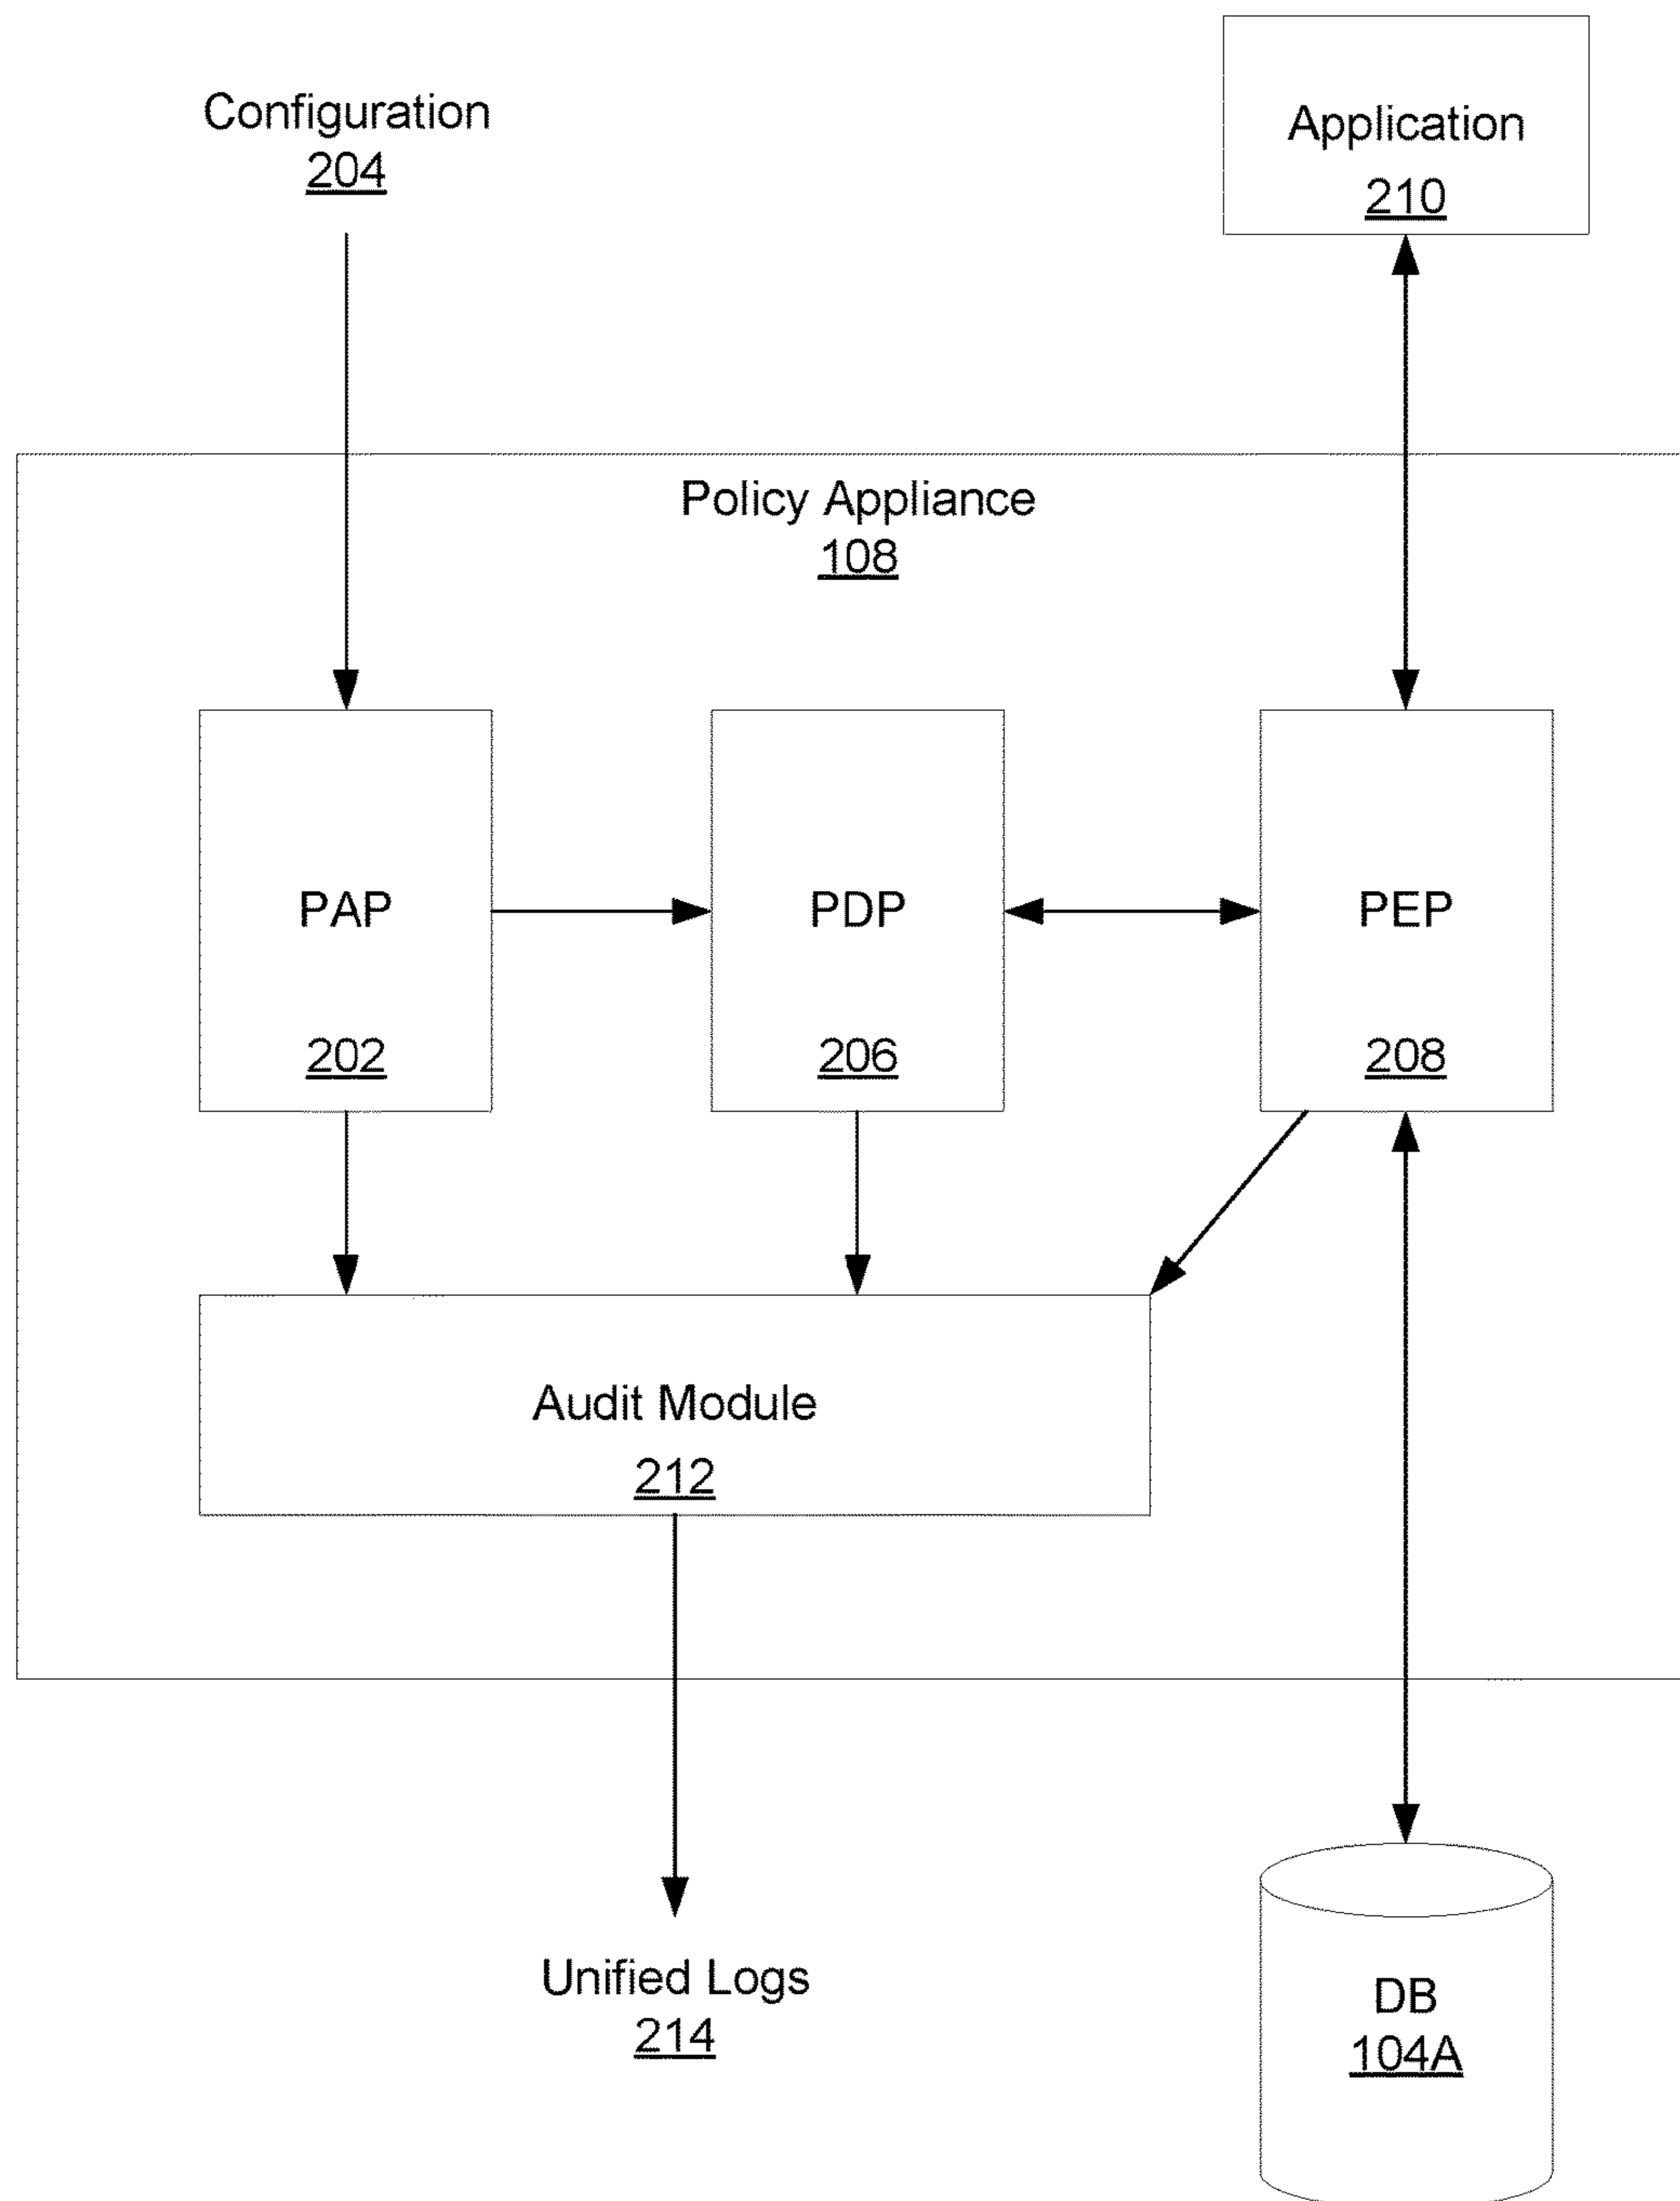 Configuration
204
Application
210
Policy Appliance
108
PAP
202
PDP
206
PEP
208
Audit Module
212
Unified Logs
214
DB
104A